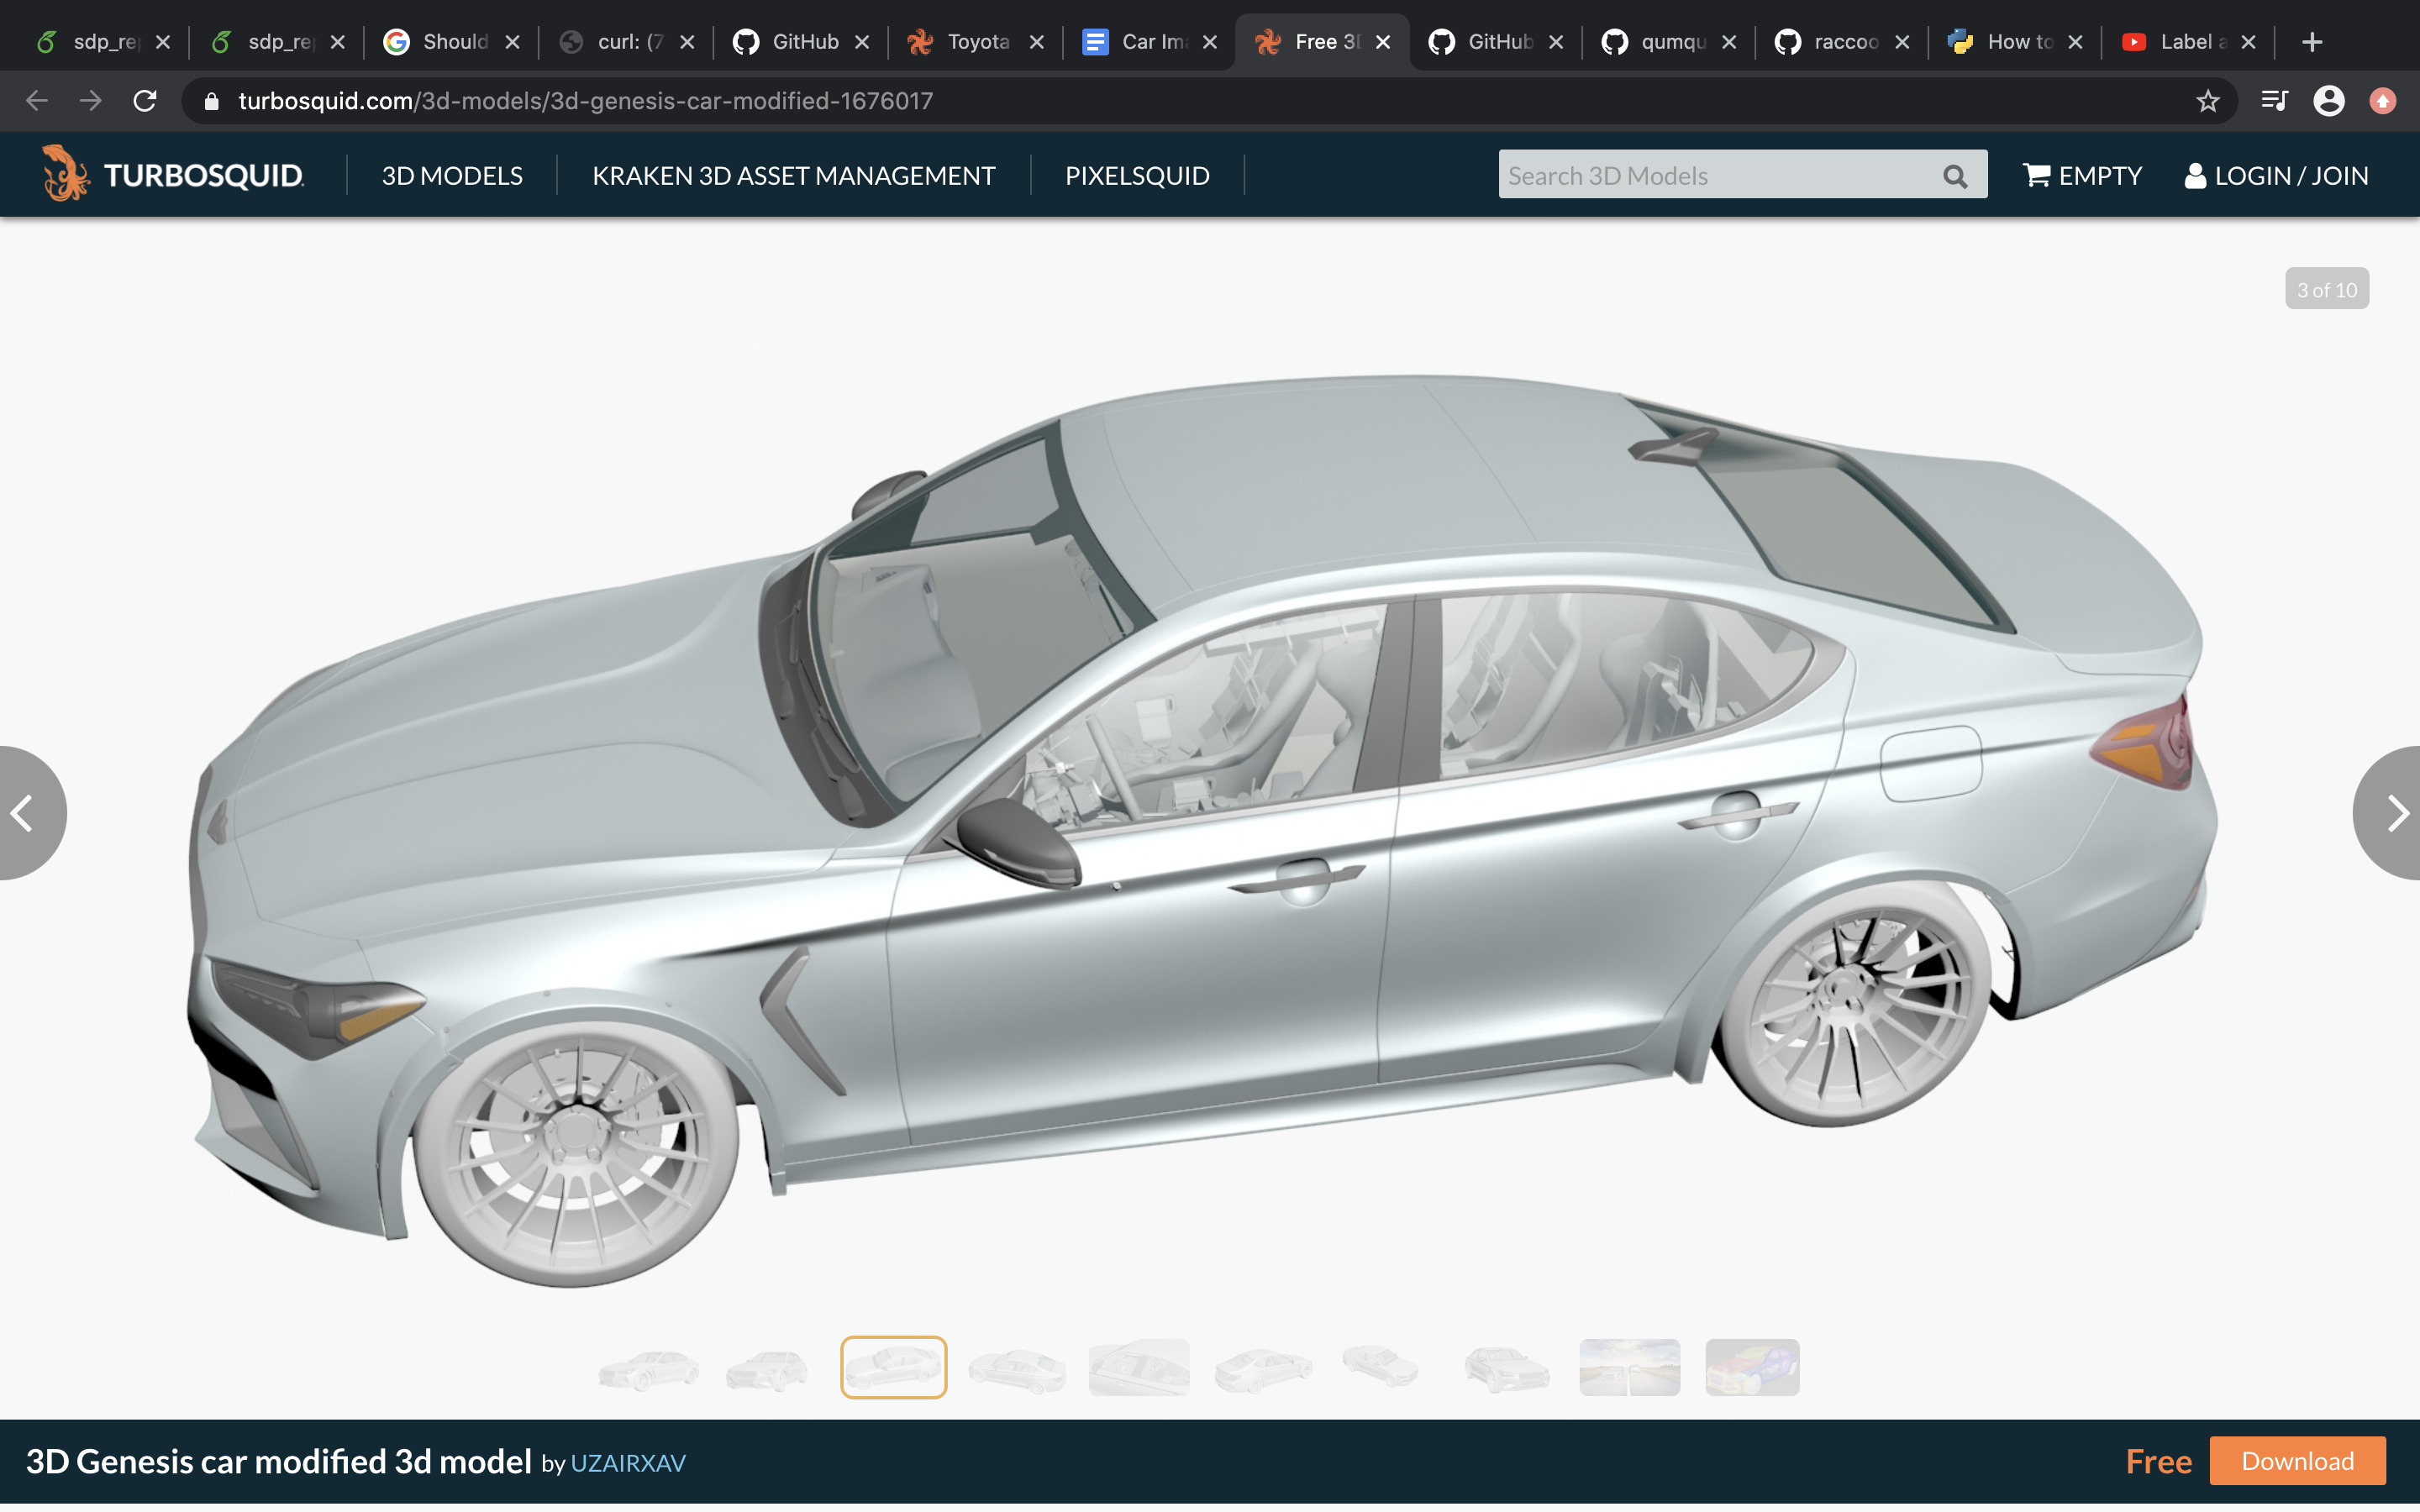 sdp_re
sdp_re
Should
curl: (7
GitHub
Toyota
Car Im
Free 3
GitHub
qumqu
raccoo
How to
Label
turbosquid.com/3d-models/3d-genesis-car-modified-1676017
TURBOSQUID
3D MODELS
KRAKEN 3D ASSET MANAGEMENT
PIXELSQUID
Search 3D Models
EMPTY
LOGIN / JOIN
3 of 10
3D Genesis car modified 3d model by UZAIRXAV
Free
Download